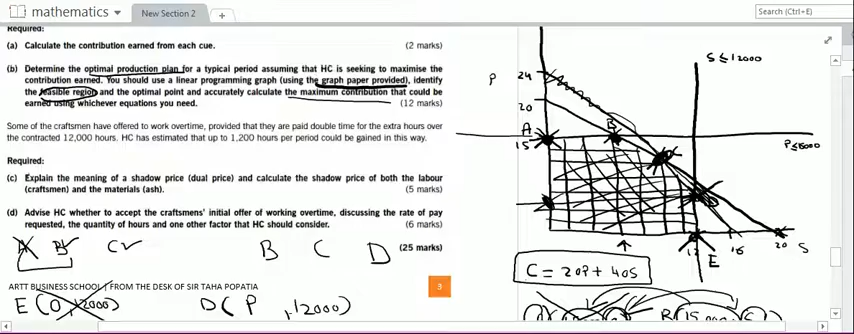 mathematics
New Section 2
Search (Ctrl+E)
Required:
(a) Calculate the contribution earned from each cue. (2 marks)
(b) Determine the optimal production plan for a typical period assuming that HC is seeking to maximise the
contribution earned. You should use a linear programming graph (using the graph paper provided), identify
the feasible region and the optimal point and accurately calculate the maximum contribution that could be
earned using whichever equations you need. (12 marks)
Some of the craftsmen have offered to work overtime, provided that they are paid double time for the extra hours over
the contracted 12,000 hours. HC has estimated that up to 1,200 hours per period could be gained in this way.
Required:
(c) Explain the meaning of a shadow price (dual price) and calculate the shadow price of both the labour
(craftsmen) and the materials (ash). (5 marks)
(d) Advise HC whether to accept the craftsmen's initial offer of working overtime, discussing the rate of pay
requested, the quantity of hours and one other factor that HC should consider. (6 marks)
(25 marks)
A B C B C D
ARTT BUSINESS SCHOOL / FROM THE DESK OF SIR TAHA POPATIA 3
E (0, 12000) D( P , 12000)
S ≤ 12000
P 24
20
A B
15 P ≤ 15000
D
12 16 20 S
E
C = 20P + 40S
B(15,000,